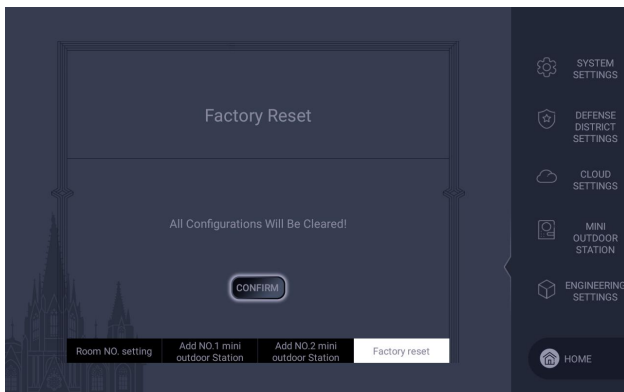 Factory Reset
All Configurations Will Be Cleared!
CONFIRM
Room NO. setting
Add NO.1 mini
outdoor Station
Add NO.2 mini
outdoor Station
Factory reset
SYSTEM
SETTINGS
DEFENSE
DISTRICT
SETTINGS
CLOUD
SETTINGS
MINI
OUTDOOR
STATION
ENGINEERING
SETTINGS
HOME